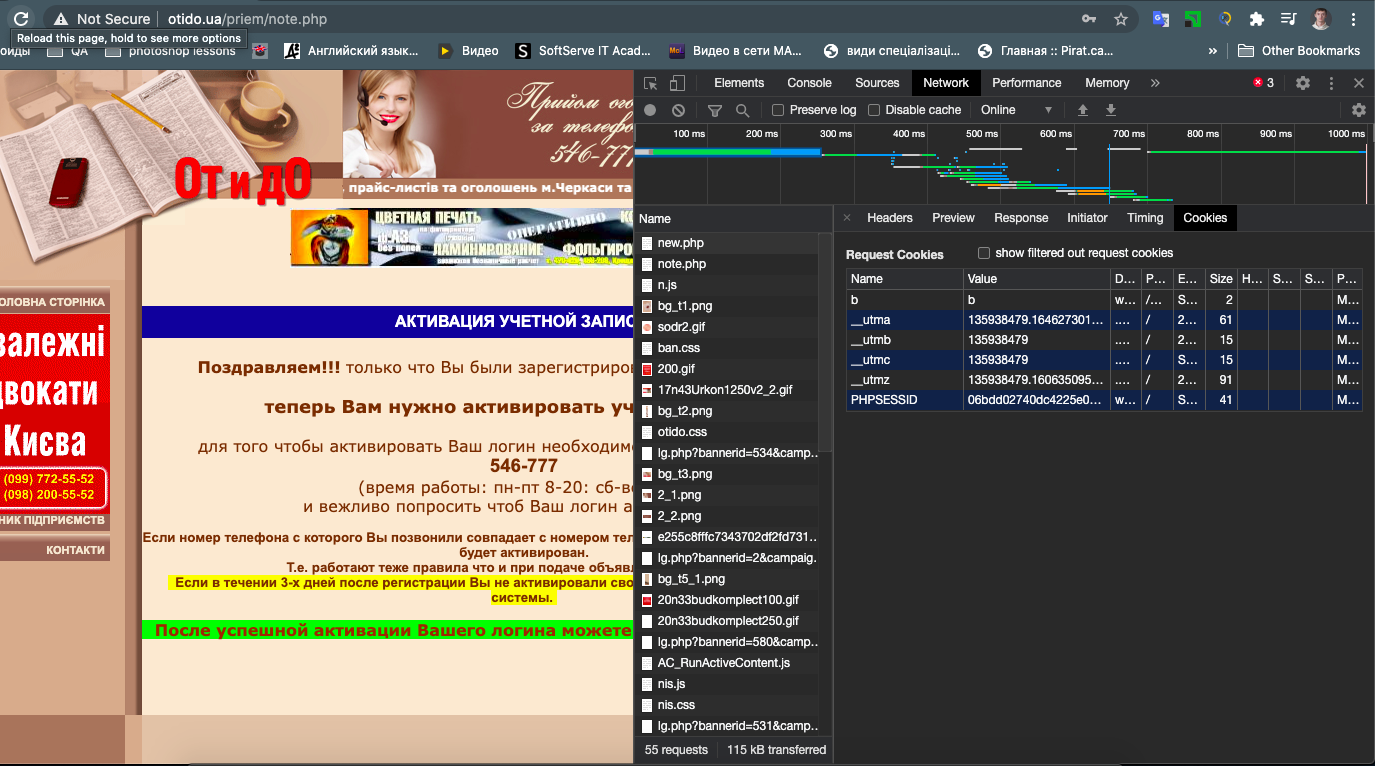 Not Secure
otido.ua/priem/note.php
Reload this page, hold to see more options
QA
photoshop lessons
Английский язык...
Видео
SoftServe IT Acad...
Видео в сети МА...
види спеціалізаці...
Главная :: Pirat.ca...
»
Other Bookmarks
Прийом
за
546-777
От и до
прайс-листів та оголошень м.Черкаси та
ЦВЕТНАЯ ПЕЧАТЬ
ОПЕРАТИВНО
ЛАМИНИРОВАНИЕ
ГОЛОВНА СТОРІНКА
Києва
(099) 772-55-52
(098) 200-55-52
НИК ПІДПРИЄМСТВ
КОНТАКТИ
АКТИВАЦИЯ УЧЕТНОЙ ЗАПИС
Поздравляем!!! только что Вы были зарегистриров
теперь Вам нужно активировать уч
для того чтобы активировать Ваш логин необходим
546-777
(время работы: пн-пт 8-20: сб-в
и вежливо попросить чтоб Ваш логин а
Если номер телефона с которого Вы позвонили совпадает с номером тел
будет активирован.
Т.е. работают теже правила что и при подаче объяв
Если в течении 3-х дней после регистрации Вы не активировали сво
системы.
После успешной активации Вашего логина можете
Elements Console Sources Network Performance Memory » 3
Preserve log Disable cache Online
100 ms 200 ms 300 ms 400 ms 500 ms 600 ms 700 ms 800 ms 900 ms 1000 ms
Name
new.php
note.php
n.js
bg_t1.png
sodr2.gif
ban.css
200.gif
17n43Urkon1250v2_2.gif
bg_t2.png
otido.css
lg.php?bannerid=534&camp...
bg_t3.png
2_1.png
2_2.png
e255c8fffc7343702df2fd731...
lg.php?bannerid=2&campaig...
bg_t5_1.png
20n33budkomplect100.gif
20n33budkomplect250.gif
lg.php?bannerid=580&camp...
AC_RunActiveContent.js
nis.js
nis.css
lg.php?bannerid=531&camp...
55 requests 115 kB transferred
Headers Preview Response Initiator Timing Cookies
Request Cookies show filtered out request cookies
Name Value D... P... E... Size H... S... S... P...
b b w... /... S... 2 M...
__utma 135938479.164627301... .... / 2... 61 M...
__utmb 135938479 .... / 2... 15 M...
__utmc 135938479 .... / S... 15 M...
__utmz 135938479.160635095... .... / 2... 91 M...
PHPSESSID 06bdd02740dc4225e0... w... / S... 41 M...